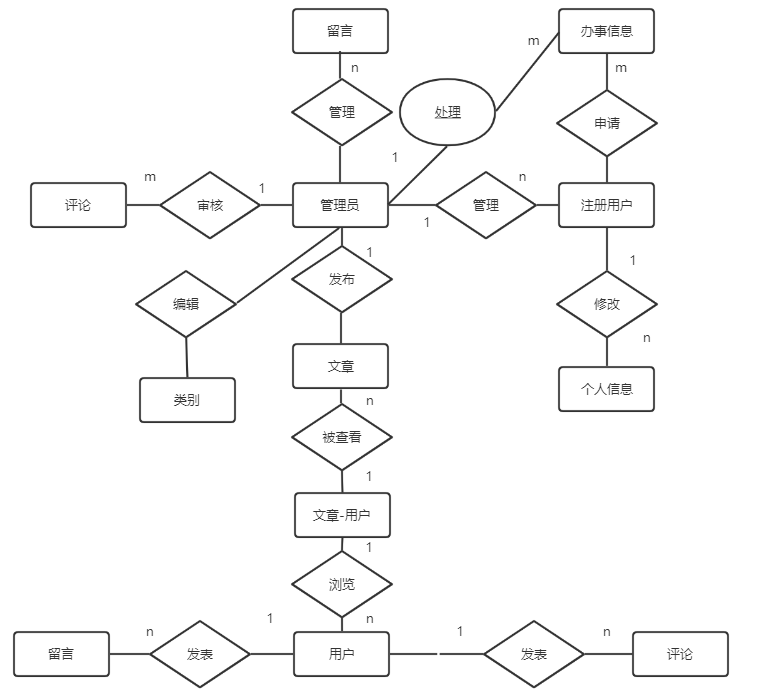 留言
办事信息
m
n
m
管理
处理
申请
1
m
1
n
评论
审核
管理员
管理
注册用户
1
1
1
发布
编辑
修改
n
文章
类别
个人信息
n
被查看
1
文章-用户
1
浏览
1
n
n
1
n
留言
发表
用户
发表
评论